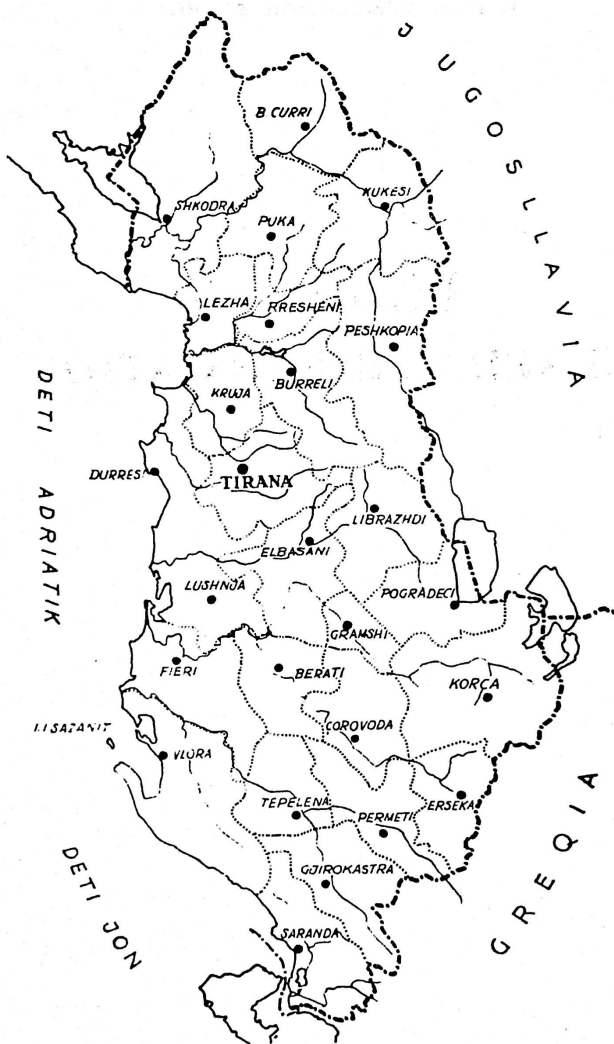 JUGOSLLAVIA
B. CURRI
SHKODRA
KUKESI
PUKA
LEZHA
RRESHENI
PESHKOPIA
BURRELI
KRUJA
DETI ADRIATIK
DURRES
TIRANA
LIBRAZHDI
ELBASANI
LUSHNJA
POGRADECI
GRAMSHI
FIERI
BERATI
KORÇA
ÇOROVODA
VLORA
ERSEKA
TEPELENA
PERMETI
GREQIA
GJIROKASTRA
DETI JON
SARANDA